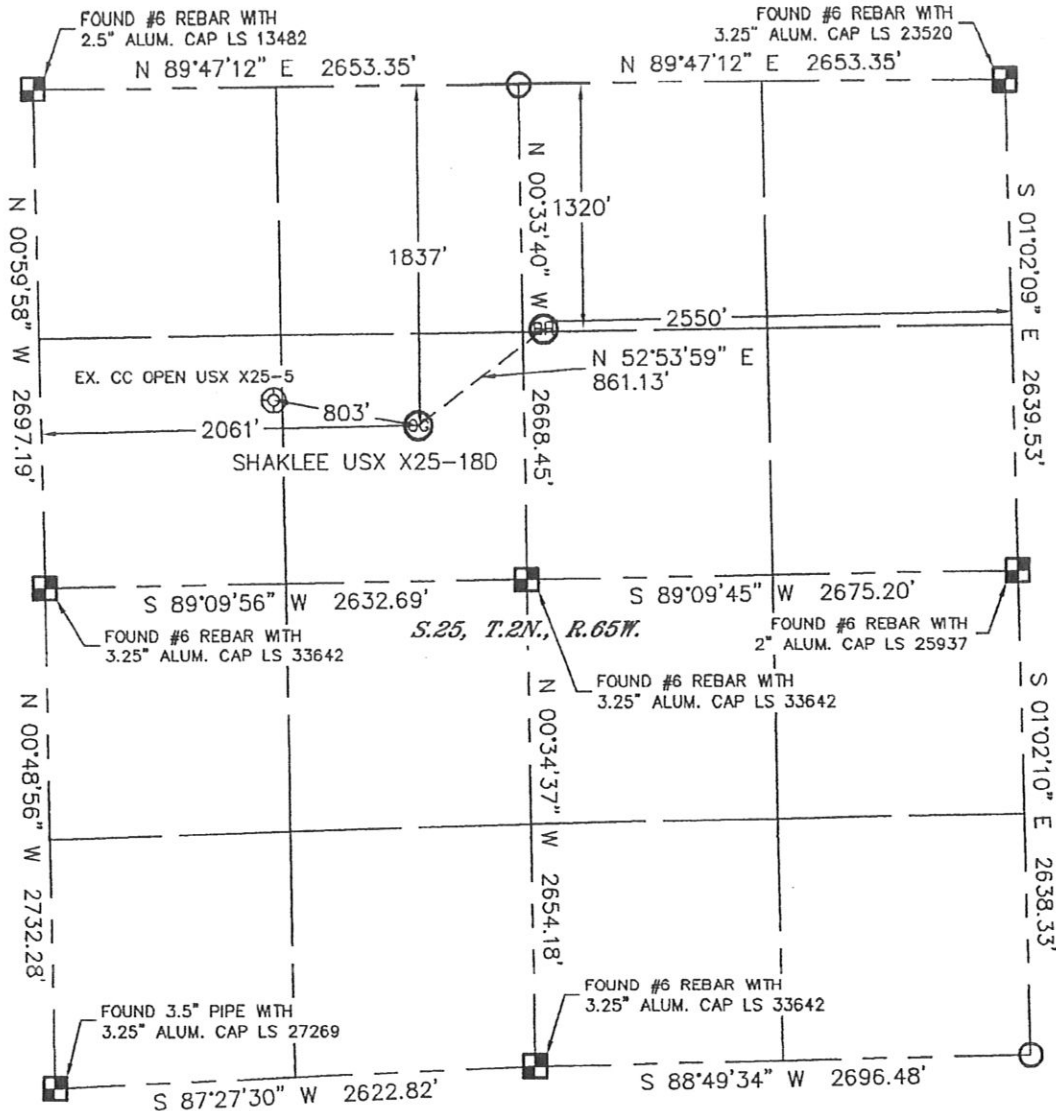 FOUND #6 REBAR WITH
2.5" ALUM. CAP LS 13482
FOUND #6 REBAR WITH
3.25" ALUM. CAP LS 23520
N 89°47'12" E 2653.35'
N 89°47'12" E 2653.35'
N 00°59'58" W 2697.19'
1837'
N 00°33'40" W 2668.45'
1320'
S 01°02'09" E 2639.53'
BH
2550'
N 52°53'59" E
861.13'
EX. CC OPEN USX X25-5
803'
2061'
OG
SHAKLEE USX X25-18D
S 89°09'56" W 2632.69'
S 89°09'45" W 2675.20'
FOUND #6 REBAR WITH
3.25" ALUM. CAP LS 33642
S.25, T.2N., R.65W.
FOUND #6 REBAR WITH
2" ALUM. CAP LS 25937
FOUND #6 REBAR WITH
3.25" ALUM. CAP LS 33642
N 00°48'56" W 2732.28'
N 00°34'37" W 2654.18'
S 01°02'10" E 2638.33'
FOUND 3.5" PIPE WITH
3.25" ALUM. CAP LS 27269
FOUND #6 REBAR WITH
3.25" ALUM. CAP LS 33642
S 87°27'30" W 2622.82'
S 88°49'34" W 2696.48'